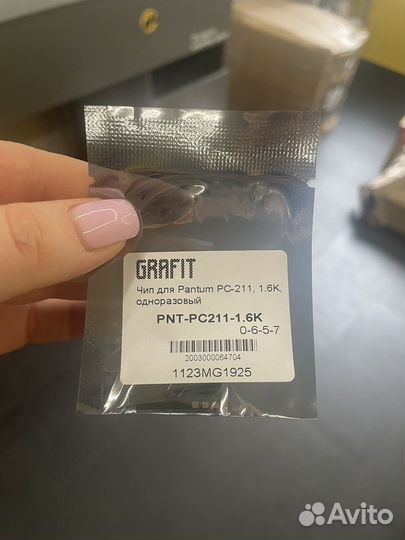 GRAFIT
Чип для Pantum PC-211, 1.6K,
одноразовый
PNT-PC211-1.6K
0-6-5-7
2003000064704
1123MG1925
Avito